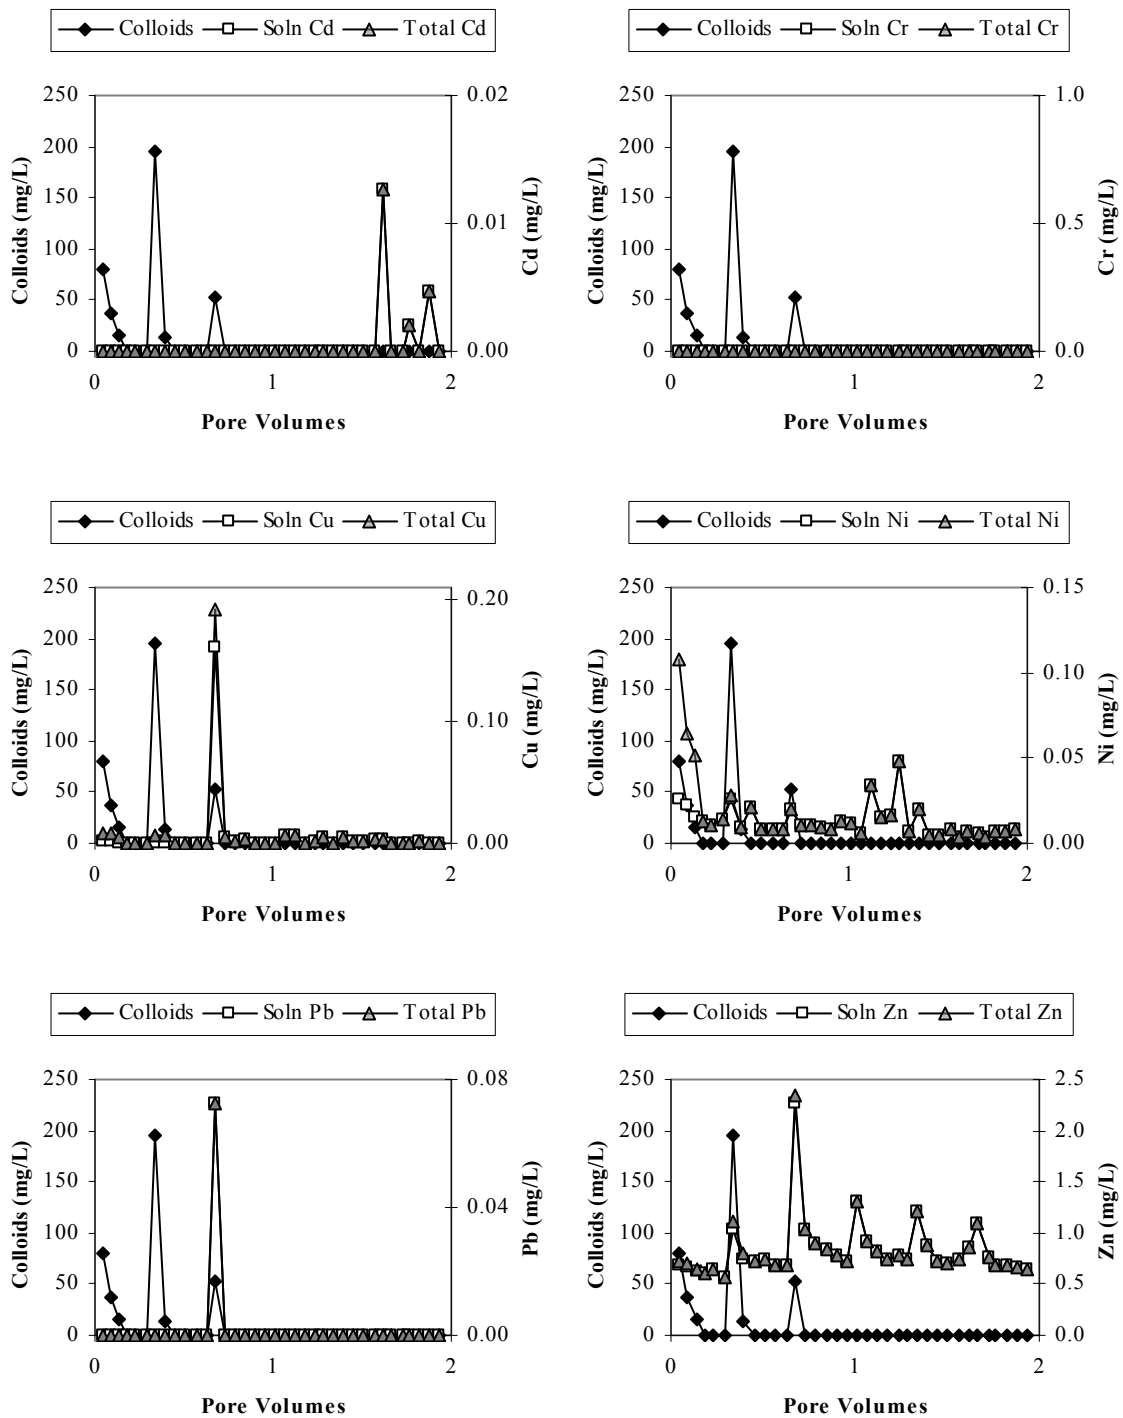 Colloids Soln Cd Total Cd
250
200
150
100
50
0
Colloids (mg/L)
0.02
0.01
0.00
Cd (mg/L)
0 1 2
Pore Volumes
Colloids Soln Cr Total Cr
250
200
150
100
50
0
Colloids (mg/L)
1.0
0.5
0.0
Cr (mg/L)
0 1 2
Pore Volumes
Colloids Soln Cu Total Cu
250
200
150
100
50
0
Colloids (mg/L)
0.20
0.10
0.00
Cu (mg/L)
0 1 2
Pore Volumes
Colloids Soln Ni Total Ni
250
200
150
100
50
0
Colloids (mg/L)
0.15
0.10
0.05
0.00
Ni (mg/L)
0 1 2
Pore Volumes
Colloids Soln Pb Total Pb
250
200
150
100
50
0
Colloids (mg/L)
0.08
0.04
0.00
Pb (mg/L)
0 1 2
Pore Volumes
Colloids Soln Zn Total Zn
250
200
150
100
50
0
Colloids (mg/L)
2.5
2.0
1.5
1.0
0.5
0.0
Zn (mg/L)
0 1 2
Pore Volumes